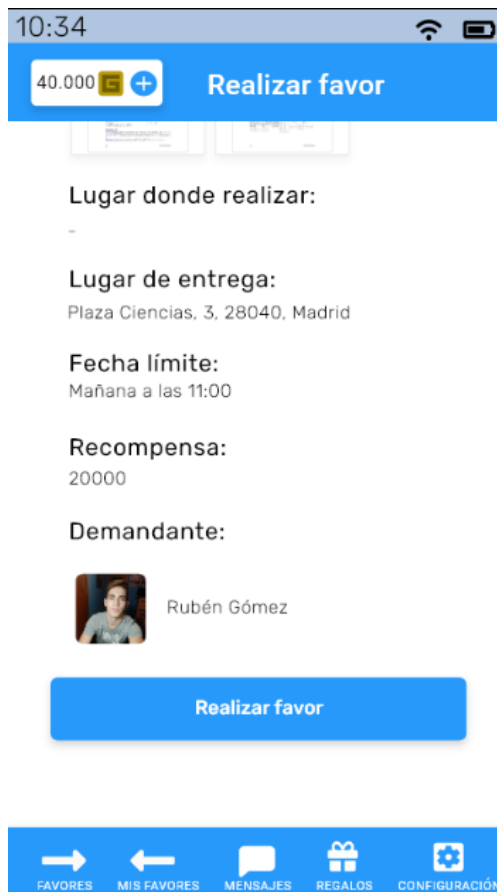 10:34
40.000 G +
Realizar favor
Lugar donde realizar:
-
Lugar de entrega:
Plaza Ciencias, 3, 28040, Madrid
Fecha límite:
Mañana a las 11:00
Recompensa:
20000
Demandante:
Rubén Gómez
Realizar favor
FAVORES MIS FAVORES MENSAJES REGALOS CONFIGURACIÓN